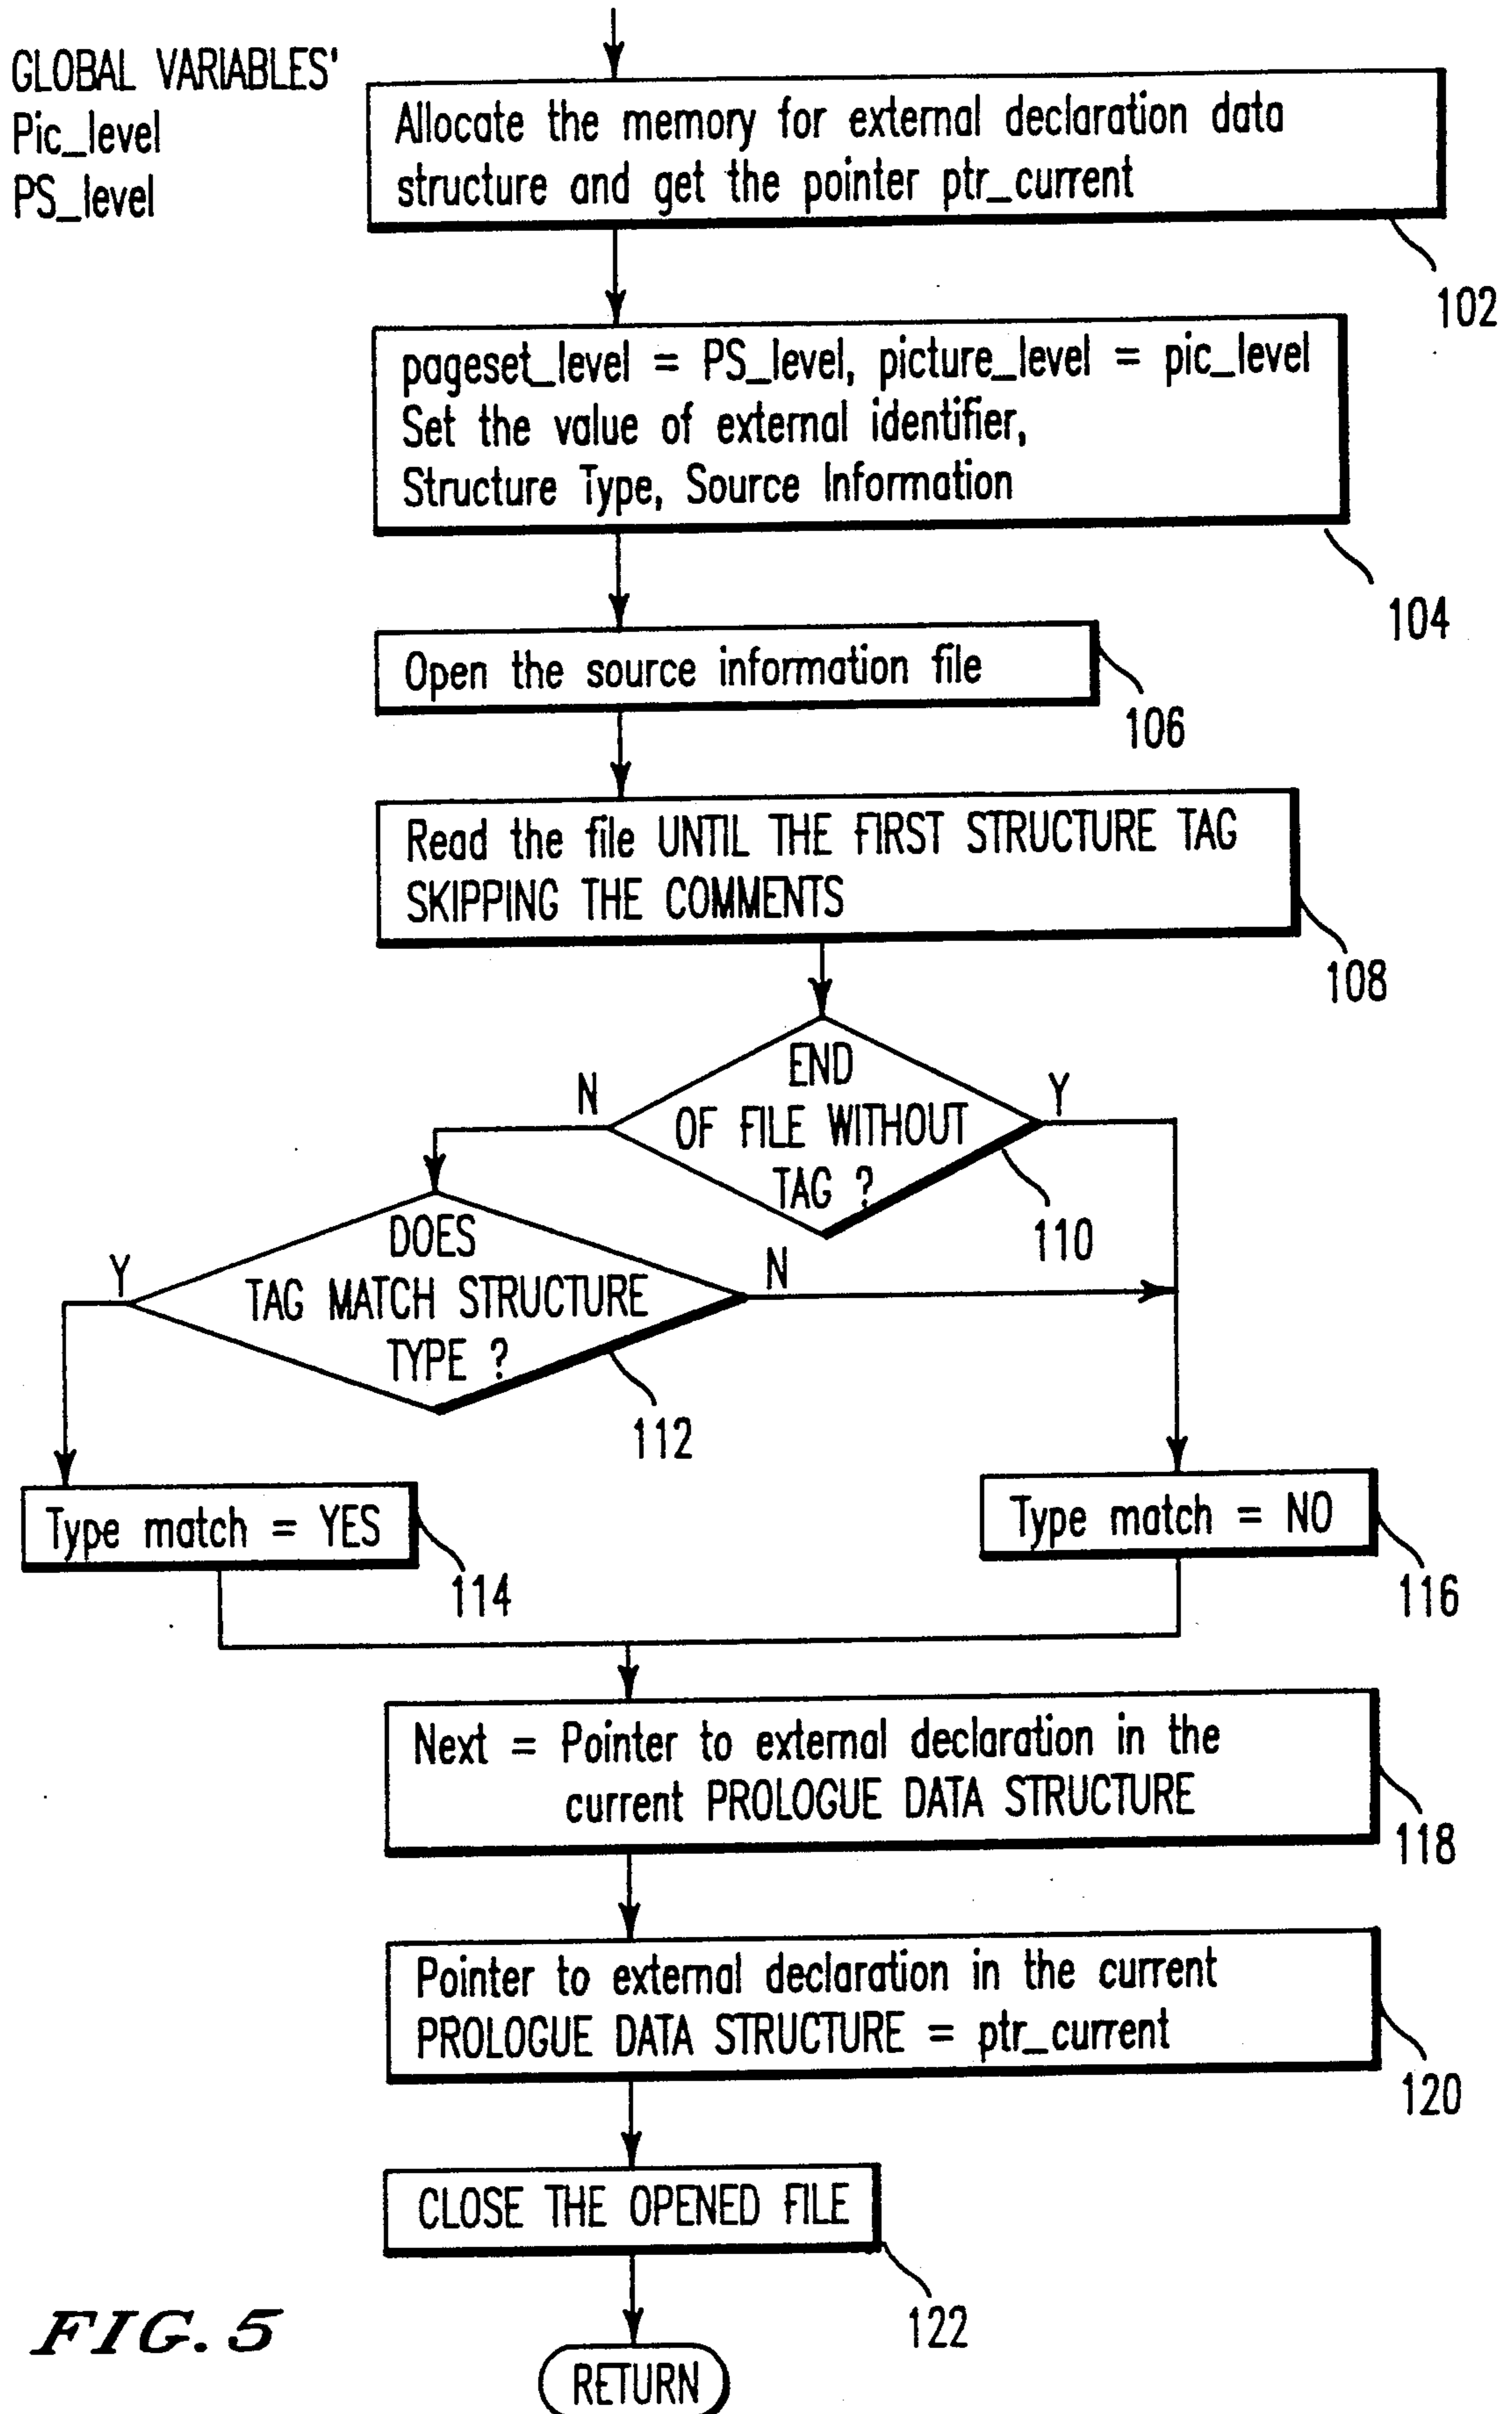 GLOBAL VARIABLES'
Pic_level
PS_level
Allocate the memory for external declaration data
structure and get the pointer ptr_current
102
pageset_level = PS_level, picture_level = pic_level
Set the value of external identifier,
Structure Type, Source Information
104
Open the source information file
106
Read the file UNTIL THE FIRST STRUCTURE TAG
SKIPPING THE COMMENTS
108
END
OF FILE WITHOUT
TAG ?
N
Y
110
DOES
TAG MATCH STRUCTURE
TYPE ?
Y
N
112
Type match = YES
114
Type match = NO
116
Next = Pointer to external declaration in the
current PROLOGUE DATA STRUCTURE
118
Pointer to external declaration in the current
PROLOGUE DATA STRUCTURE = ptr_current
120
CLOSE THE OPENED FILE
122
RETURN
FIG. 5